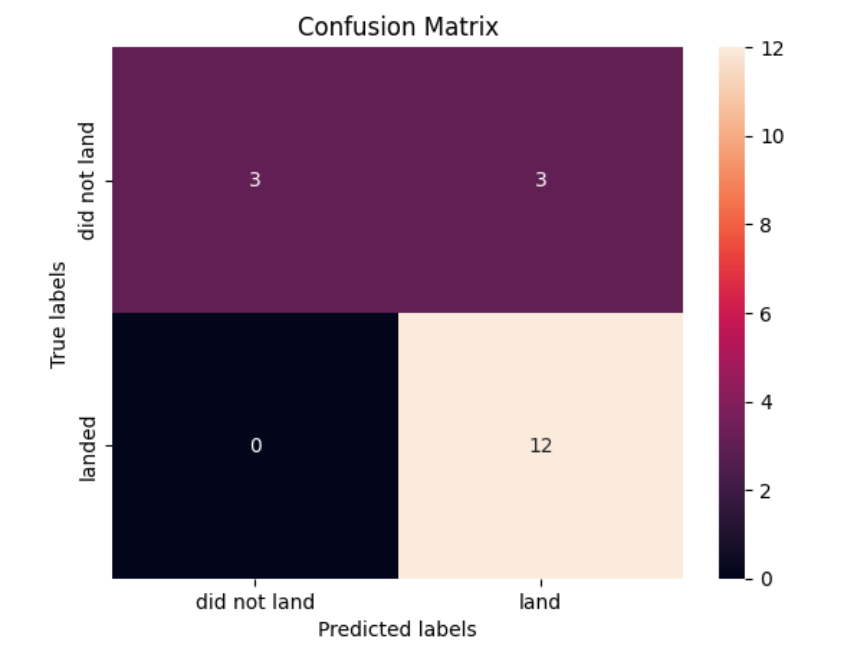 Confusion Matrix
True labels
did not land
landed
3
3
0
12
did not land
land
Predicted labels
12
10
8
6
4
2
0